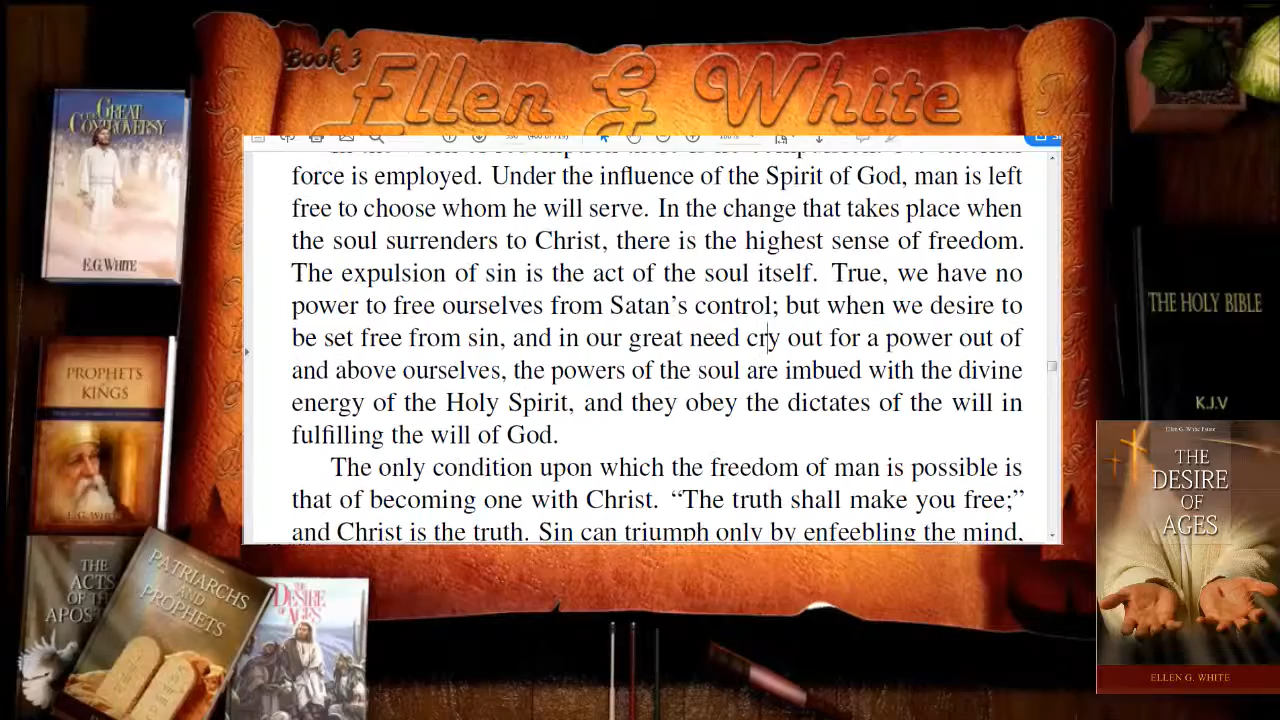 Book 3
Ellen G White
force is employed. Under the influence of the Spirit of God, man is left
free to choose whom he will serve. In the change that takes place when
the soul surrenders to Christ, there is the highest sense of freedom.
The expulsion of sin is the act of the soul itself. True, we have no
power to free ourselves from Satan’s control; but when we desire to
be set free from sin, and in our great need cry out for a power out of
and above ourselves, the powers of the soul are imbued with the divine
energy of the Holy Spirit, and they obey the dictates of the will in
fulfilling the will of God.
The only condition upon which the freedom of man is possible is
that of becoming one with Christ. “The truth shall make you free;”
and Christ is the truth. Sin can triumph only by enfeebling the mind,
GREAT
CONTROVERSY
E.G. WHITE
PROPHETS
AND
KINGS
E.G. WHITE
THE
ACTS
OF THE
PATRIARCHS
AND
PROPHETS
THE
DESIRE
OF AGES
THE HOLY BIBLE
K.J.V
Ellen G. White Estate
THE
DESIRE
OF
AGES
ELLEN G. WHITE